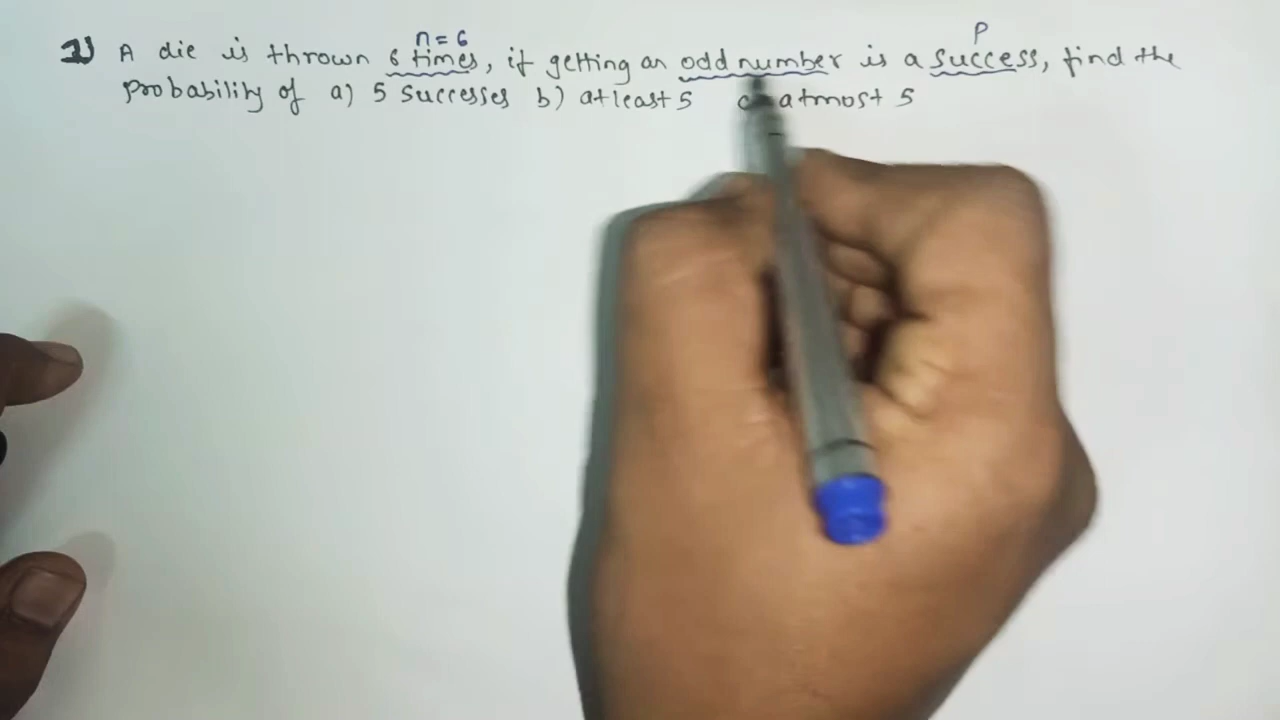 n=6 P
2) A die is thrown 6 times, if getting an odd number is a success, find the
probability of a) 5 successes b) atleast 5 c atmost 5